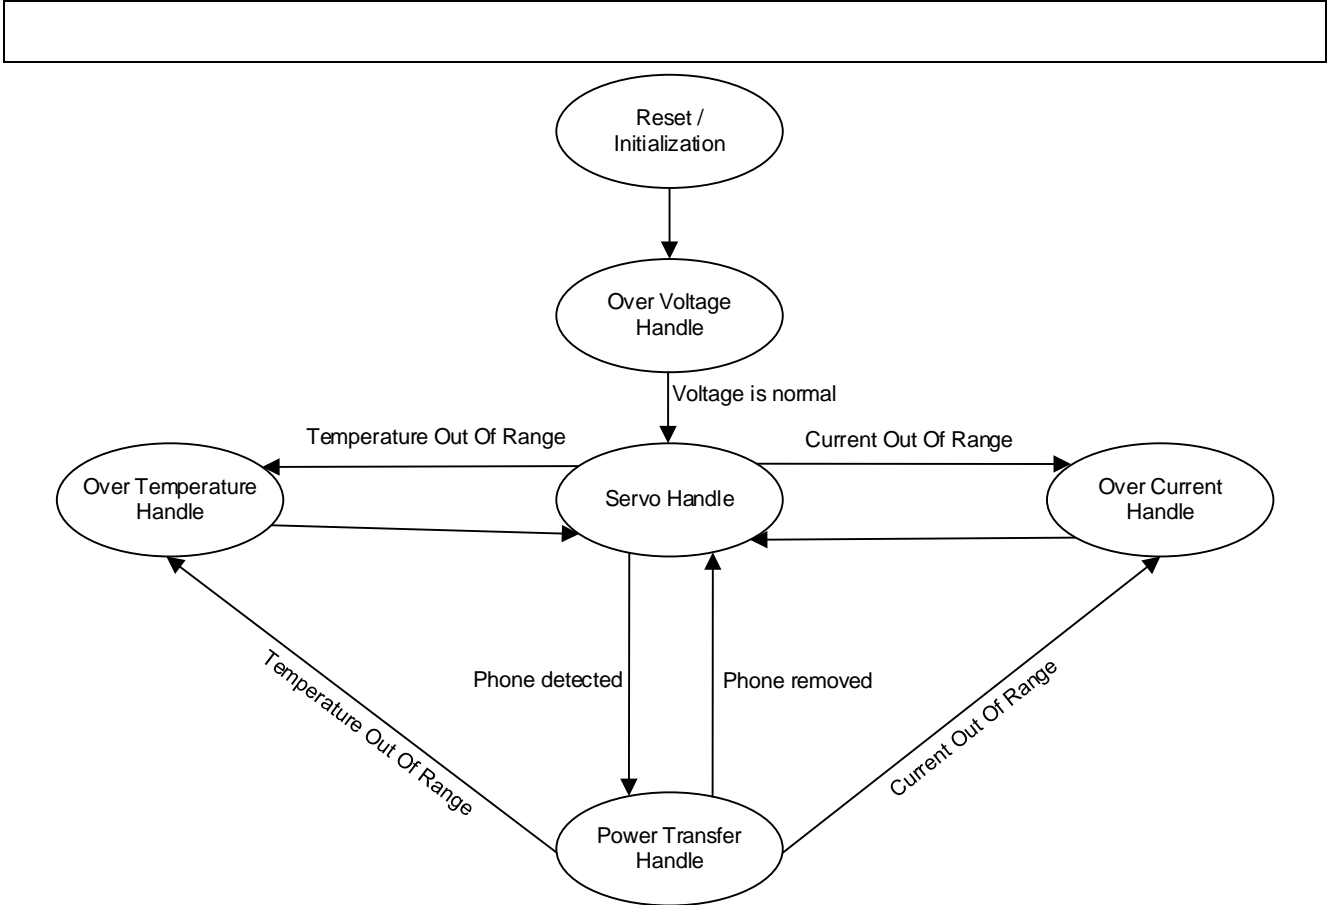 Reset /
Initialization
Over Voltage
Handle
Voltage is normal
Temperature Out Of Range
Current Out Of Range
Over Temperature
Handle
Servo Handle
Over Current
Handle
Phone detected
Phone removed
Temperature Out Of Range
Current Out Of Range
Power Transfer
Handle